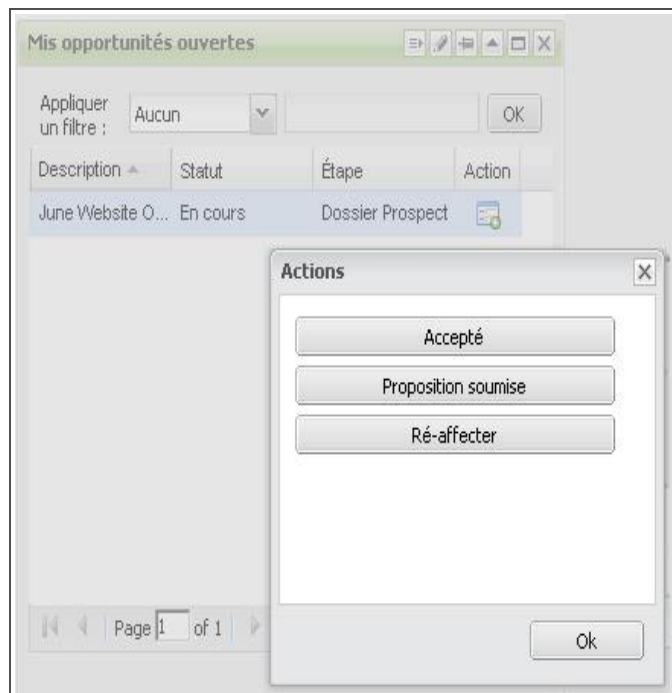 Mis opportunités ouvertes
Appliquer
un filtre :
Aucun
OK
Description Statut Étape Action
June Website O... En cours Dossier Prospect
Actions
Accepté
Proposition soumise
Ré-affecter
Page 1 of 1
Ok